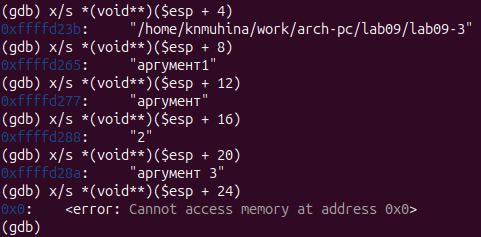 (gdb) x/s *(void**)($esp + 4)
0xffffd23b:     "/home/knmuhina/work/arch-pc/lab09/lab09-3"
(gdb) x/s *(void**)($esp + 8)
0xffffd265:     "аргумент1"
(gdb) x/s *(void**)($esp + 12)
0xffffd277:     "аргумент"
(gdb) x/s *(void**)($esp + 16)
0xffffd288:     "2"
(gdb) x/s *(void**)($esp + 20)
0xffffd28a:     "аргумент 3"
(gdb) x/s *(void**)($esp + 24)
0x0:    <error: Cannot access memory at address 0x0>
(gdb)